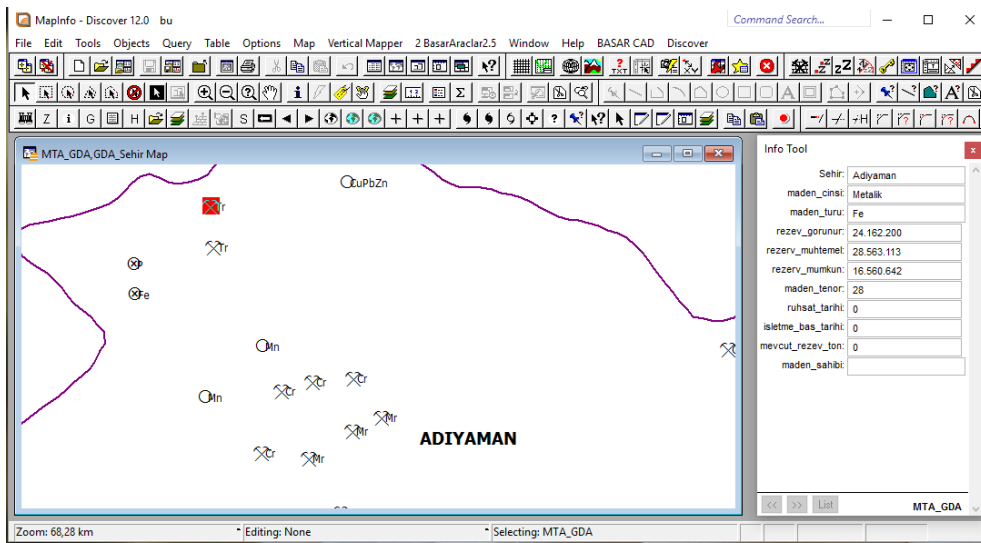 MapInfo - Discover 12.0 bu
Command Search...
File Edit Tools Objects Query Table Options Map Vertical Mapper 2 BasarAraclar2.5 Window Help BASAR CAD Discover
MTA_GDA,GDA_Sehir Map
CuPbZn
Tr
Tr
P
Fe
Mn
Cr
Cr
Cr
Mn
Mr
Mr
ADIYAMAN
Cr
Mr
Info Tool
Sehir: Adiyaman
maden_cinsi: Metalik
maden_turu: Fe
rezev_gorunur: 24.162.200
rezerv_muhtemel: 28.563.113
rezerv_mumkun: 16.560.642
maden_tenor: 28
ruhsat_tarihi: 0
isletme_bas_tarihi: 0
mevcut_rezev_ton: 0
maden_sahibi:
<< >> List MTA_GDA
Zoom: 68,28 km Editing: None Selecting: MTA_GDA